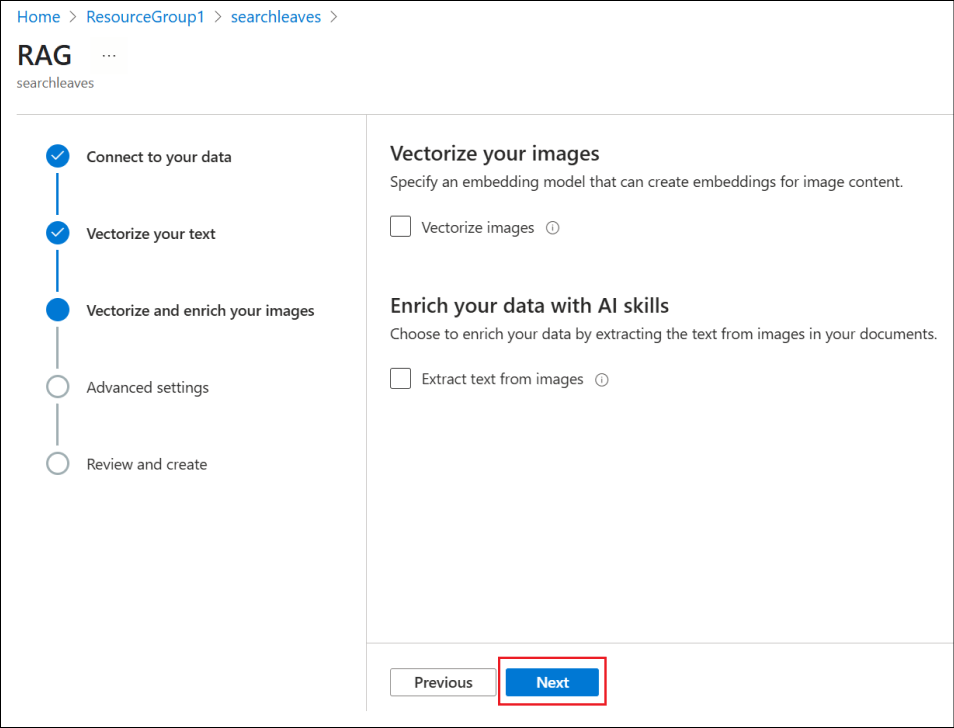 Home > ResourceGroup1 > searchleaves >
RAG ...
searchleaves
Connect to your data
Vectorize your text
Vectorize and enrich your images
Advanced settings
Review and create
Vectorize your images
Specify an embedding model that can create embeddings for image content.
Vectorize images
Enrich your data with AI skills
Choose to enrich your data by extracting the text from images in your documents.
Extract text from images
Previous
Next